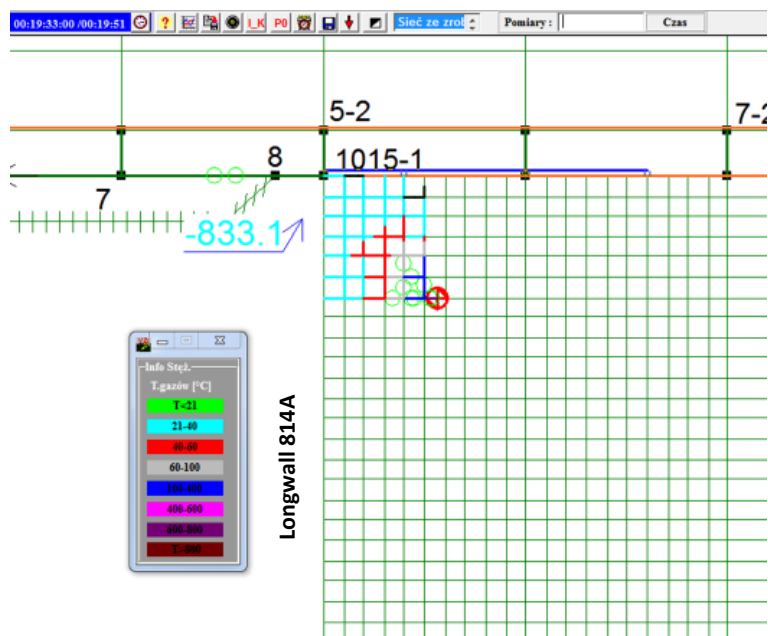 00:19:33:00 /00:19:51
? I_K P0 Sieć ze zrob Pomiary : Czas
5-2
7-2
8
1015-1
7
-833.1
Info Stęż.
T.gazów [°C]
T<21
21-40
40-60
60-100
100-400
400-600
600-800
T>800
Longwall 814A